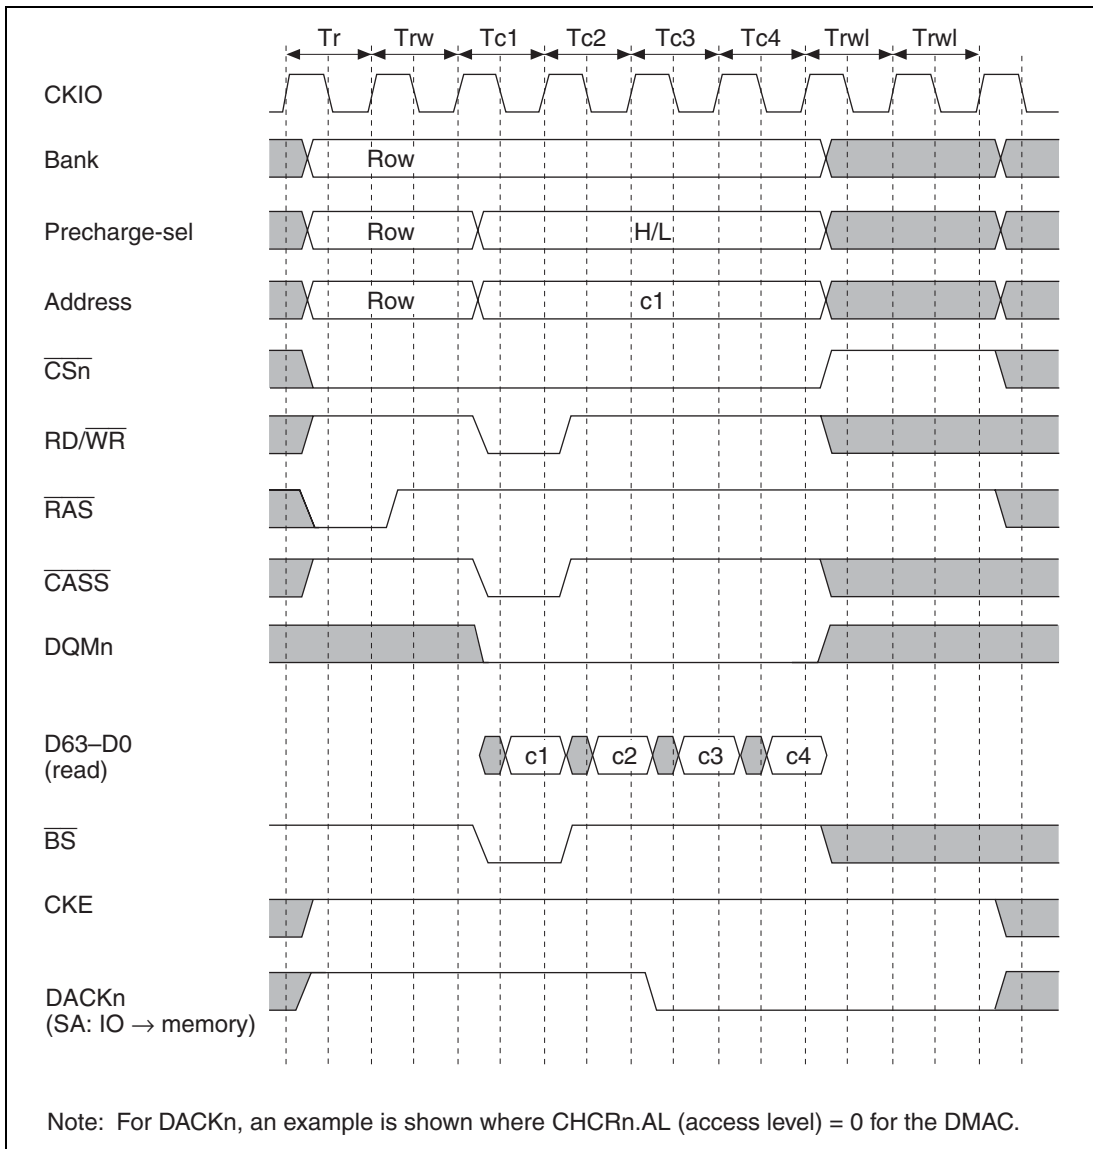 Tr Trw Tc1 Tc2 Tc3 Tc4 Trwl Trwl
CKIO
Bank Row
Precharge-sel Row H/L
Address Row c1
CSn
RD/WR
RAS
CASS
DQMn
D63–D0
(read)
c1 c2 c3 c4
BS
CKE
DACKn
(SA: IO → memory)
Note: For DACKn, an example is shown where CHCRn.AL (access level) = 0 for the DMAC.